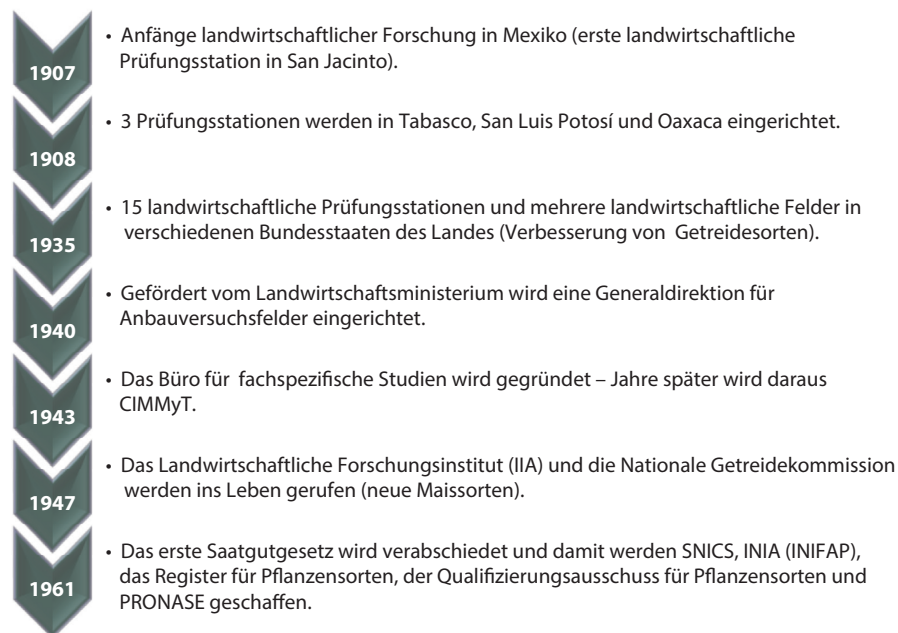 1907
• Anfänge landwirtschaftlicher Forschung in Mexiko (erste landwirtschaftliche
Prüfungsstation in San Jacinto).
1908
• 3 Prüfungsstationen werden in Tabasco, San Luis Potosí und Oaxaca eingerichtet.
1935
• 15 landwirtschaftliche Prüfungsstationen und mehrere landwirtschaftliche Felder in
verschiedenen Bundesstaaten des Landes (Verbesserung von Getreidesorten).
1940
• Gefördert vom Landwirtschaftsministerium wird eine Generaldirektion für
Anbauversuchsfelder eingerichtet.
1943
• Das Büro für fachspezifische Studien wird gegründet – Jahre später wird daraus
CIMMyT.
1947
• Das Landwirtschaftliche Forschungsinstitut (IIA) und die Nationale Getreidekommission
werden ins Leben gerufen (neue Maissorten).
1961
• Das erste Saatgutgesetz wird verabschiedet und damit werden SNICS, INIA (INIFAP),
das Register für Pflanzensorten, der Qualifizierungsausschuss für Pflanzensorten und
PRONASE geschaffen.